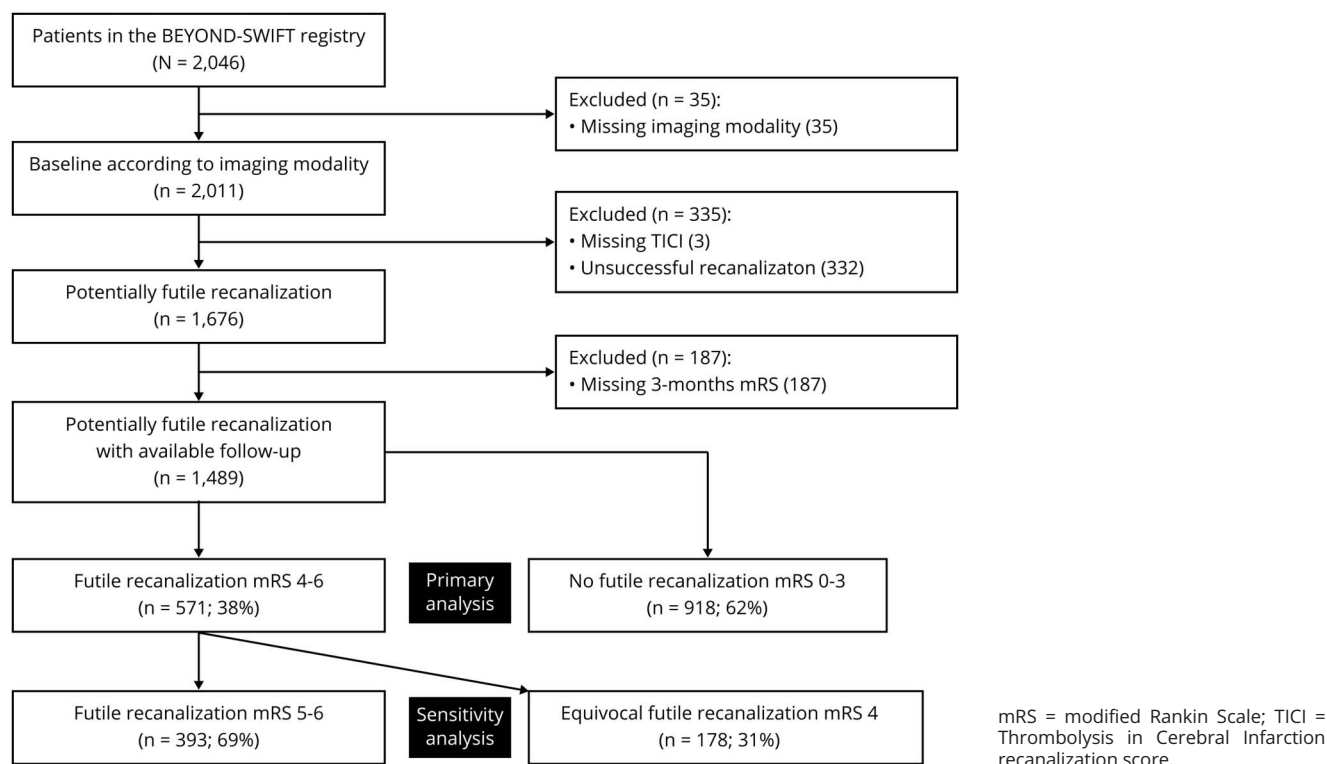 Patients in the BEYOND-SWIFT registry
(N = 2,046)
Excluded (n = 35):
• Missing imaging modality (35)
Baseline according to imaging modality
(n = 2,011)
Excluded (n = 335):
• Missing TICI (3)
• Unsuccessful recanalizaton (332)
Potentially futile recanalization
(n = 1,676)
Excluded (n = 187):
• Missing 3-months mRS (187)
Potentially futile recanalization
with available follow-up
(n = 1,489)
Futile recanalization mRS 4-6
(n = 571; 38%)
Primary
analysis
No futile recanalization mRS 0-3
(n = 918; 62%)
Futile recanalization mRS 5-6
(n = 393; 69%)
Sensitivity
analysis
Equivocal futile recanalization mRS 4
(n = 178; 31%)
mRS = modified Rankin Scale; TICI =
Thrombolysis in Cerebral Infarction
recanalization score